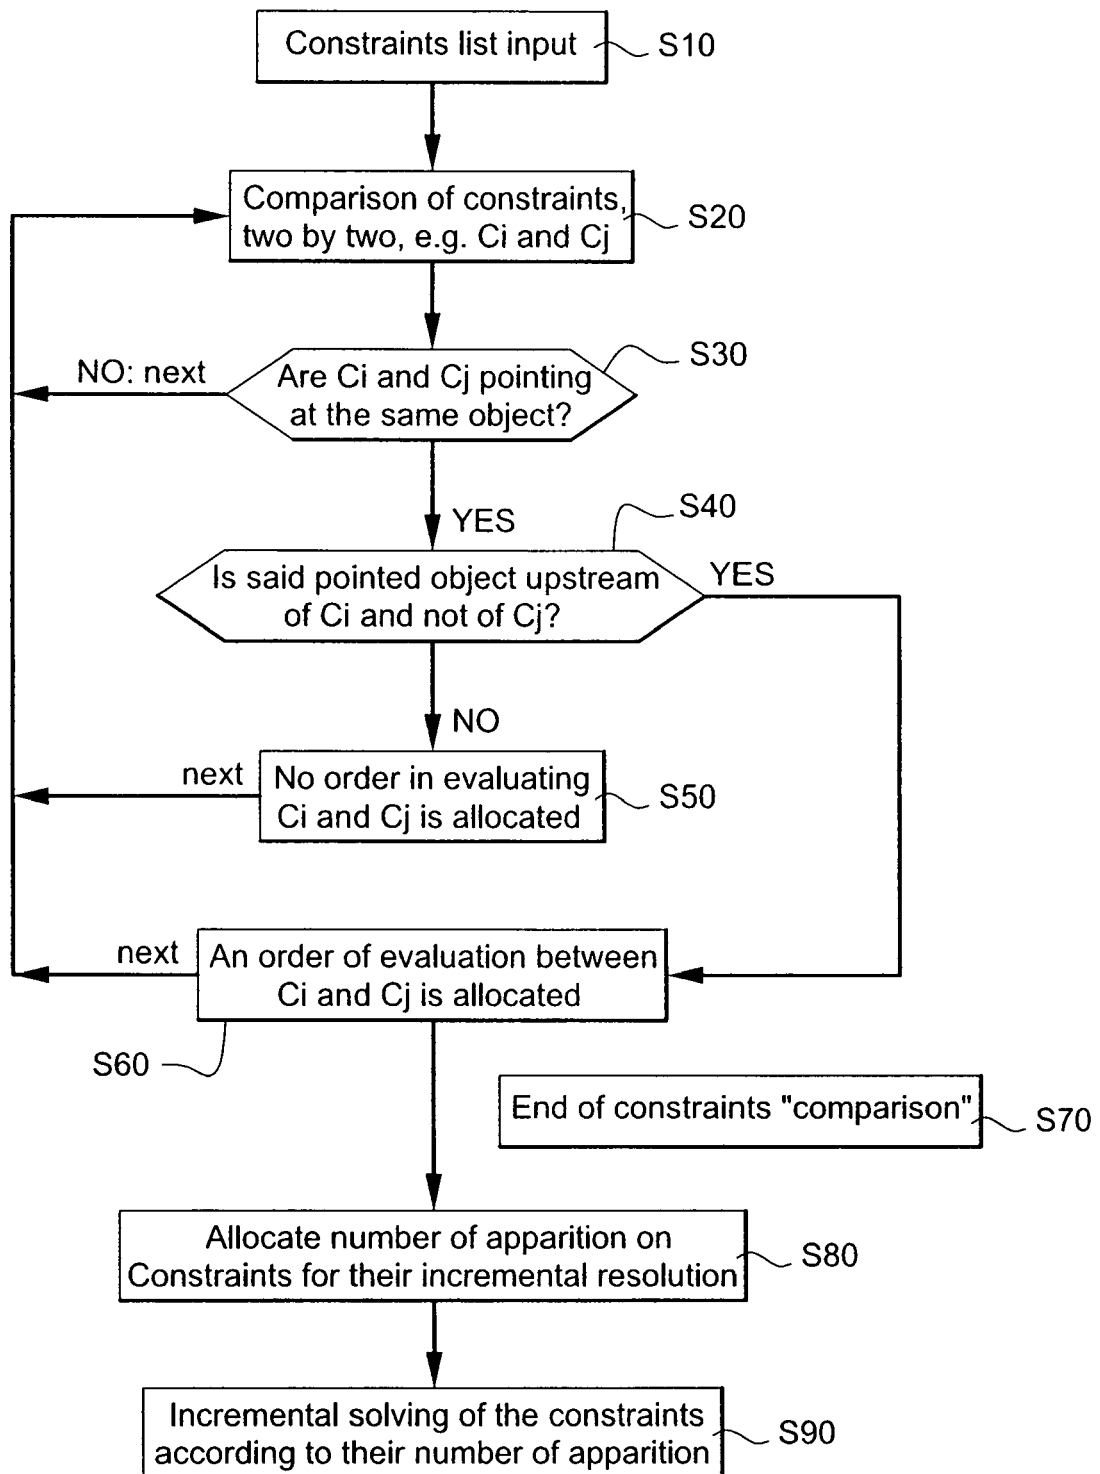 Constraints list input
S10
Comparison of constraints,
two by two, e.g. Ci and Cj
S20
S30
NO: next
Are Ci and Cj pointing
at the same object?
YES
S40
Is said pointed object upstream
of Ci and not of Cj?
YES
NO
next
No order in evaluating
Ci and Cj is allocated
S50
next
An order of evaluation between
Ci and Cj is allocated
S60
End of constraints "comparison"
S70
Allocate number of apparition on
Constraints for their incremental resolution
S80
Incremental solving of the constraints
according to their number of apparition
S90